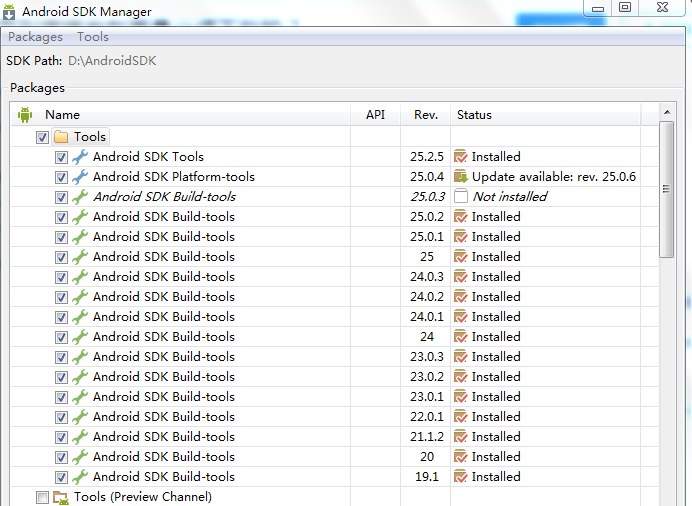 Android SDK Manager
Packages Tools
SDK Path: D:\AndroidSDK
Packages
Name API Rev. Status
Tools
Android SDK Tools 25.2.5 Installed
Android SDK Platform-tools 25.0.4 Update available: rev. 25.0.6
Android SDK Build-tools 25.0.3 Not installed
Android SDK Build-tools 25.0.2 Installed
Android SDK Build-tools 25.0.1 Installed
Android SDK Build-tools 25 Installed
Android SDK Build-tools 24.0.3 Installed
Android SDK Build-tools 24.0.2 Installed
Android SDK Build-tools 24.0.1 Installed
Android SDK Build-tools 24 Installed
Android SDK Build-tools 23.0.3 Installed
Android SDK Build-tools 23.0.2 Installed
Android SDK Build-tools 23.0.1 Installed
Android SDK Build-tools 22.0.1 Installed
Android SDK Build-tools 21.1.2 Installed
Android SDK Build-tools 20 Installed
Android SDK Build-tools 19.1 Installed
Tools (Preview Channel)